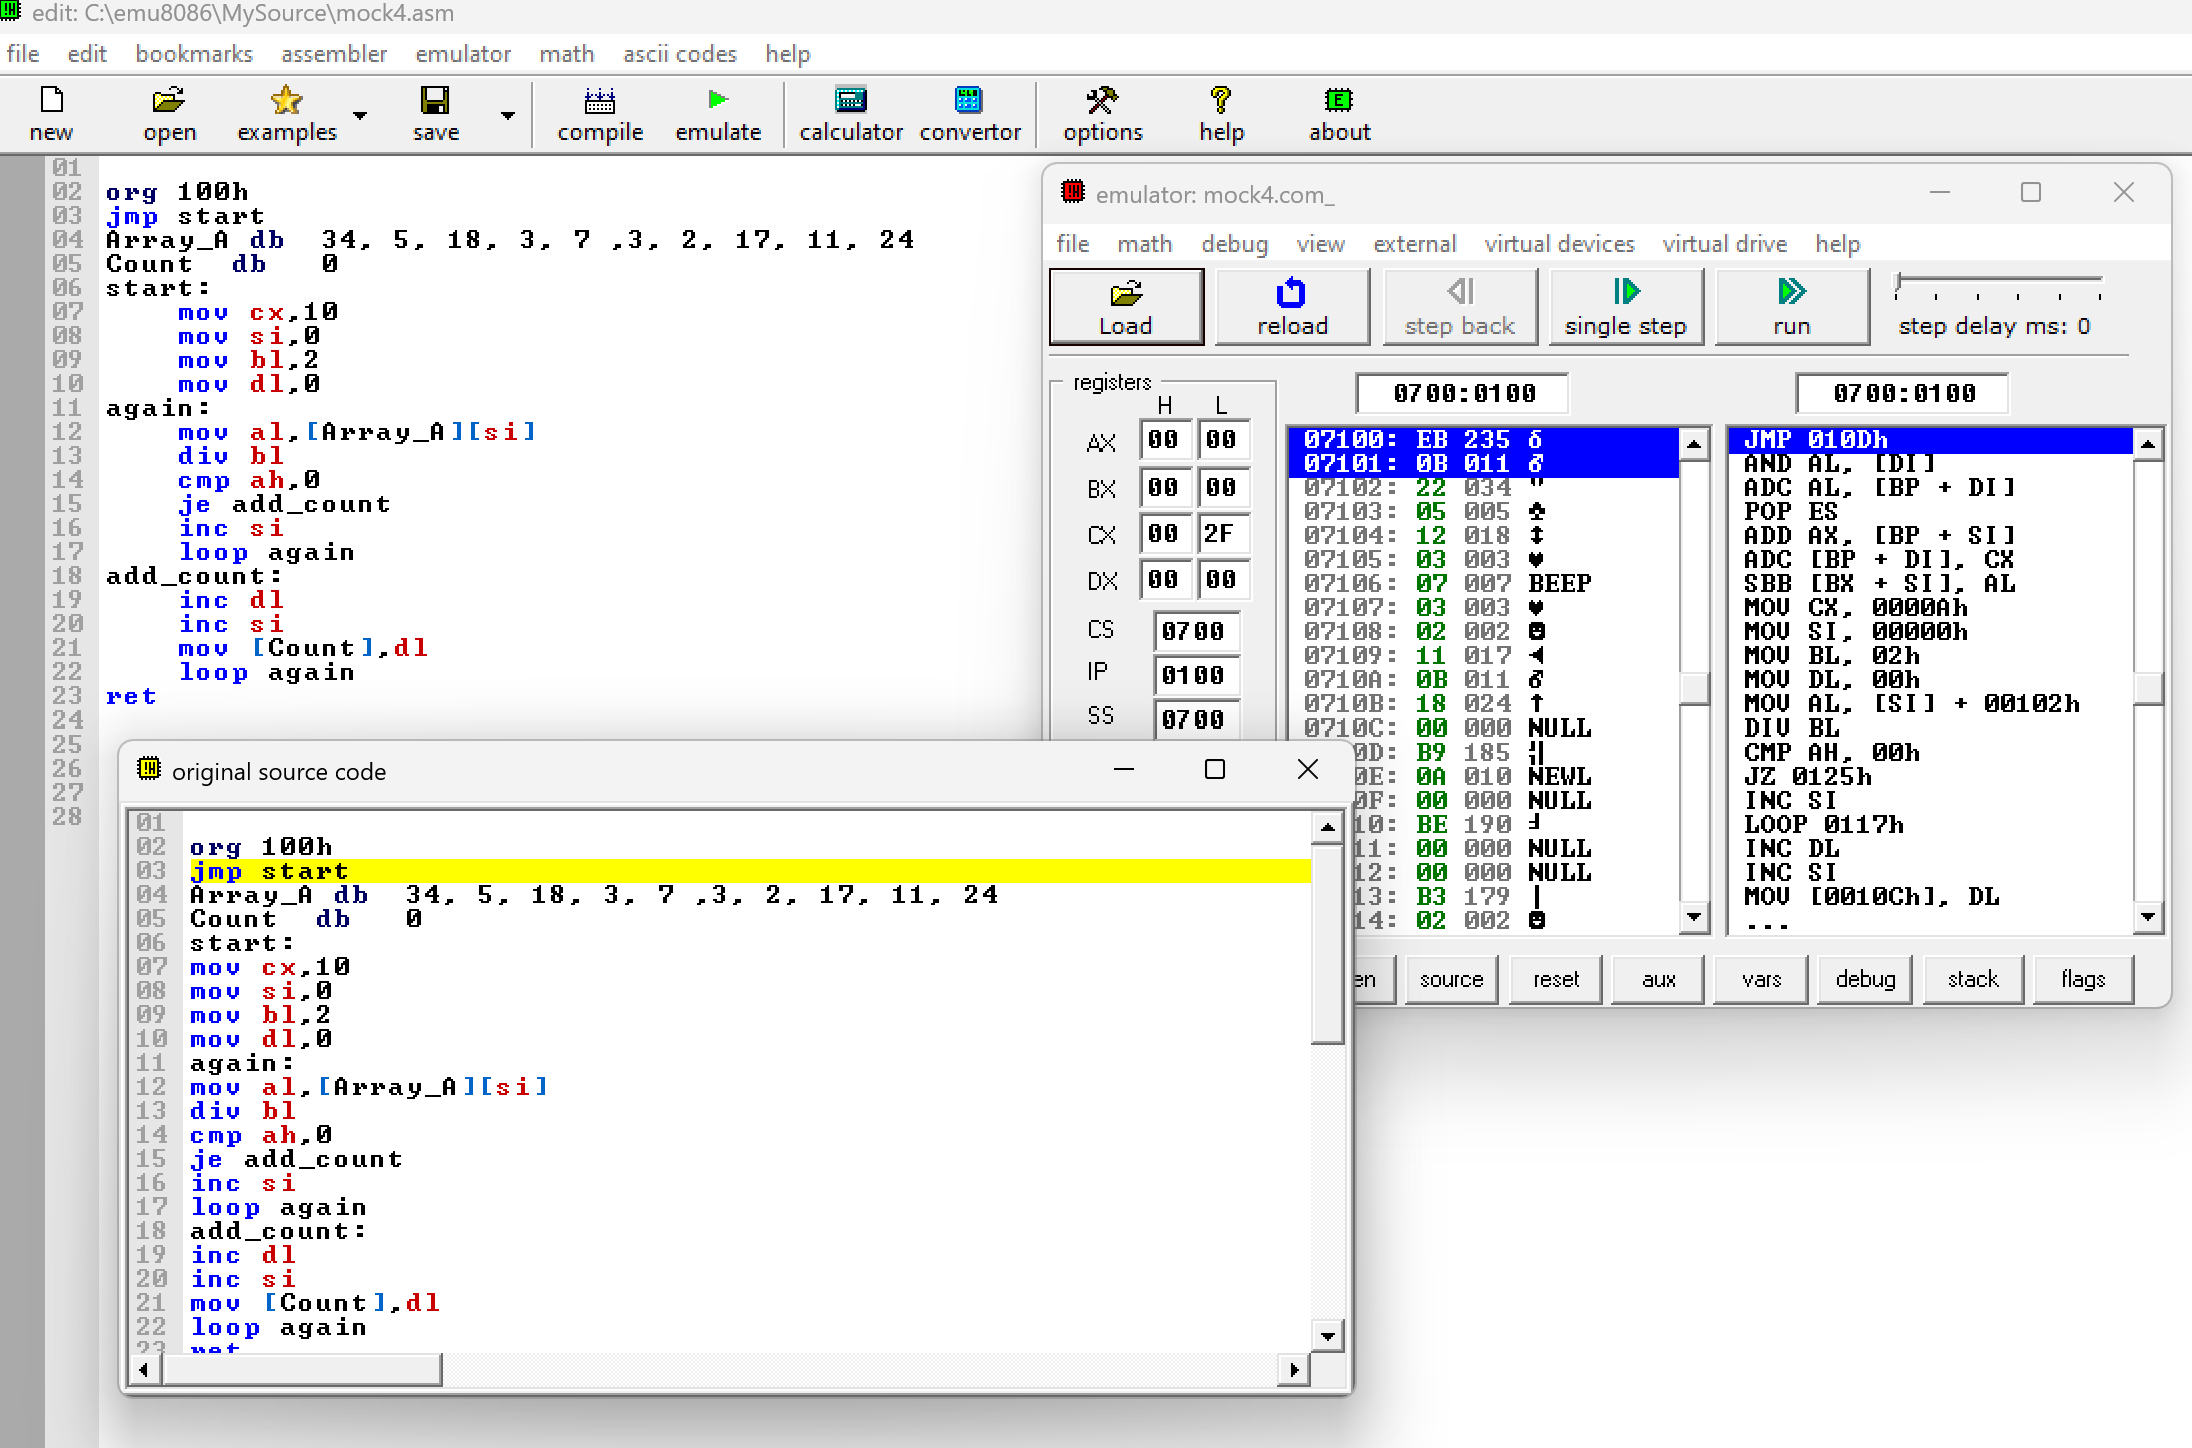 edit: C:\emu8086\MySource\mock4.asm
file edit bookmarks assembler emulator math ascii codes help
new open examples save compile emulate calculator convertor options help about
01
02 org 100h
03 jmp start
04 Array_A db 34, 5, 18, 3, 7 ,3, 2, 17, 11, 24
05 Count db 0
06 start:
07 mov cx,10
08 mov si,0
09 mov bl,2
10 mov dl,0
11 again:
12 mov al,[Array_A][si]
13 div bl
14 cmp ah,0
15 je add_count
16 inc si
17 loop again
18 add_count:
19 inc dl
20 inc si
21 mov [Count],dl
22 loop again
23 ret
24
25
26
27
28
emulator: mock4.com_
file math debug view external virtual devices virtual drive help
Load reload step back single step run step delay ms: 0
registers
H L
AX 00 00
BX 00 00
CX 00 2F
DX 00 00
CS 0700
IP 0100
SS 0700
0700:0100
07100: EB 235 δ
07101: 0B 011 ♂
07102: 22 034 "
07103: 05 005 ♣
07104: 12 018 ↕
07105: 03 003 ♥
07106: 07 007 BEEP
07107: 03 003 ♥
07108: 02 002 ☻
07109: 11 017 ◄
0710A: 0B 011 ♂
0710B: 18 024 ↑
0710C: 00 000 NULL
0D: B9 185 ╣
0E: 0A 010 NEWL
0F: 00 000 NULL
10: BE 190 ╛
11: 00 000 NULL
12: 00 000 NULL
13: B3 179 │
14: 02 002 ☻
0700:0100
JMP 010Dh
AND AL, [DI]
ADC AL, [BP + DI]
POP ES
ADD AX, [BP + SI]
ADC [BP + DI], CX
SBB [BX + SI], AL
MOV CX, 0000Ah
MOV SI, 00000h
MOV BL, 02h
MOV DL, 00h
MOV AL, [SI] + 00102h
DIV BL
CMP AH, 00h
JZ 0125h
INC SI
LOOP 0117h
INC DL
INC SI
MOV [0010Ch], DL
...
en source reset aux vars debug stack flags
original source code
01
02 org 100h
03 jmp start
04 Array_A db 34, 5, 18, 3, 7 ,3, 2, 17, 11, 24
05 Count db 0
06 start:
07 mov cx,10
08 mov si,0
09 mov bl,2
10 mov dl,0
11 again:
12 mov al,[Array_A][si]
13 div bl
14 cmp ah,0
15 je add_count
16 inc si
17 loop again
18 add_count:
19 inc dl
20 inc si
21 mov [Count],dl
22 loop again
23 ret